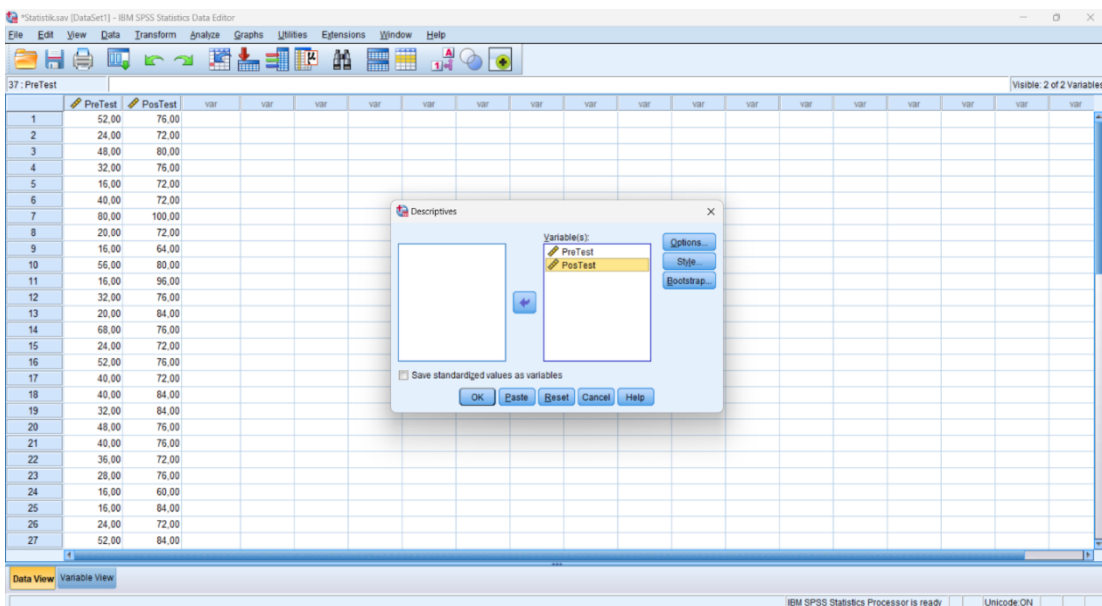 *Statistik.sav [DataSet1] - IBM SPSS Statistics Data Editor
File Edit View Data Transform Analyze Graphs Utilities Extensions Window Help
37 : PreTest
Visible: 2 of 2 Variables
PreTest PosTest var var var var var var var var var var var var var var var var var
1 52,00 76,00
2 24,00 72,00
3 48,00 80,00
4 32,00 76,00
5 16,00 72,00
6 40,00 72,00
7 80,00 100,00
8 20,00 72,00
9 16,00 64,00
10 56,00 80,00
11 16,00 96,00
12 32,00 76,00
13 20,00 84,00
14 68,00 76,00
15 24,00 72,00
16 52,00 76,00
17 40,00 72,00
18 40,00 84,00
19 32,00 84,00
20 48,00 76,00
21 40,00 76,00
22 36,00 72,00
23 28,00 76,00
24 16,00 60,00
25 16,00 84,00
26 24,00 72,00
27 52,00 84,00
Descriptives
Variable(s):
PreTest
PosTest
Options...
Style...
Bootstrap...
Save standardized values as variables
OK Paste Reset Cancel Help
Data View Variable View
IBM SPSS Statistics Processor is ready Unicode:ON